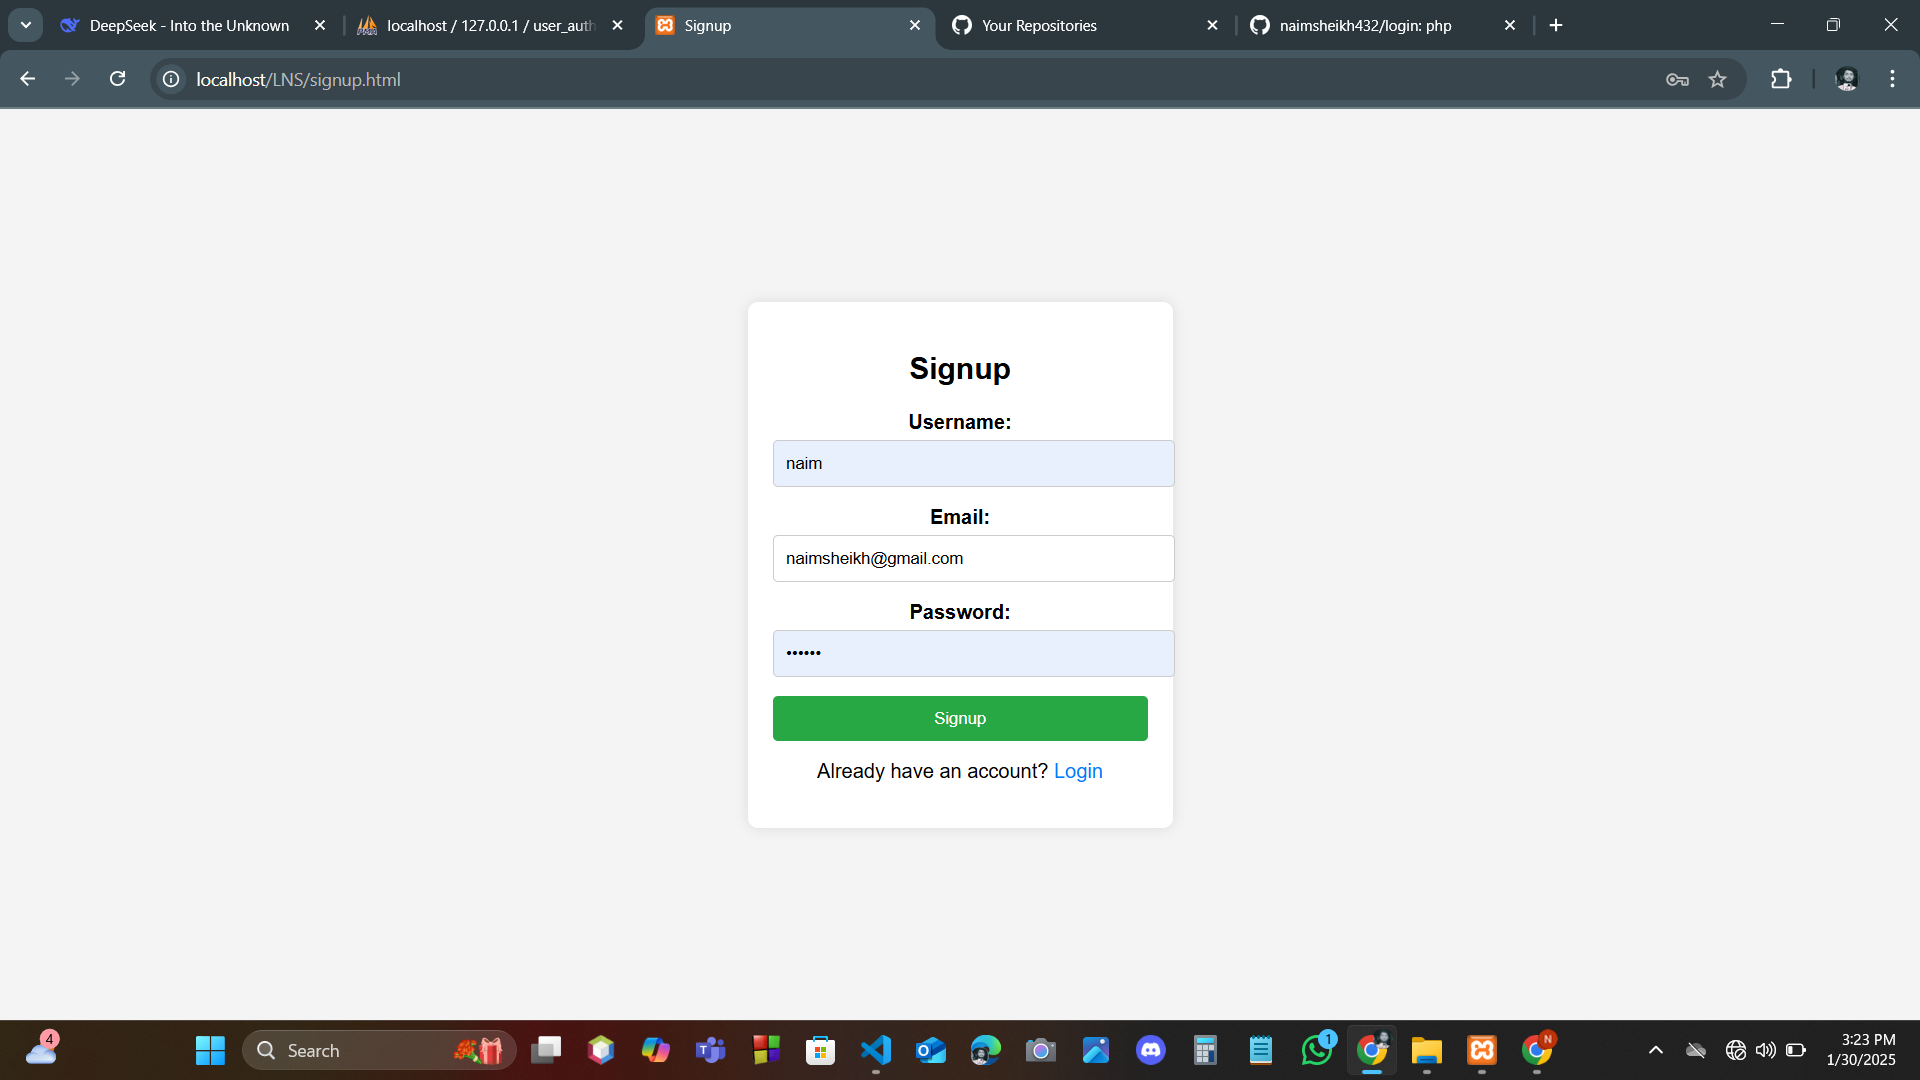 DeepSeek - Into the Unknown
localhost / 127.0.0.1 / user_auth
Signup
Your Repositories
naimsheikh432/login: php
localhost/LNS/signup.html
Signup
Username:
naim
Email:
naimsheikh@gmail.com
Password:
••••••
Signup
Already have an account? Login
4
Search
1
N
3:23 PM
1/30/2025